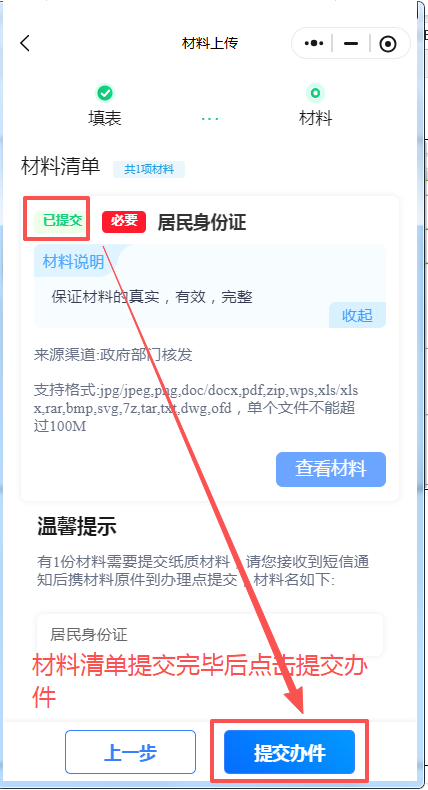 材料上传
填表
...
材料
材料清单 共1项材料
已提交 必要 居民身份证
材料说明
保证材料的真实，有效，完整
收起
来源渠道:政府部门核发
支持格式:jpg/jpeg,png,doc/docx,pdf,zip,wps,xls/xls
x,rar,bmp,svg,7z,tar,txt,dwg,ofd，单个文件不能超
过100M
查看材料
温馨提示
有1份材料需要提交纸质材料，请您接收到短信通
知后携材料原件到办理点提交，材料名如下:
居民身份证
材料清单提交完毕后点击提交办
件
上一步 提交办件